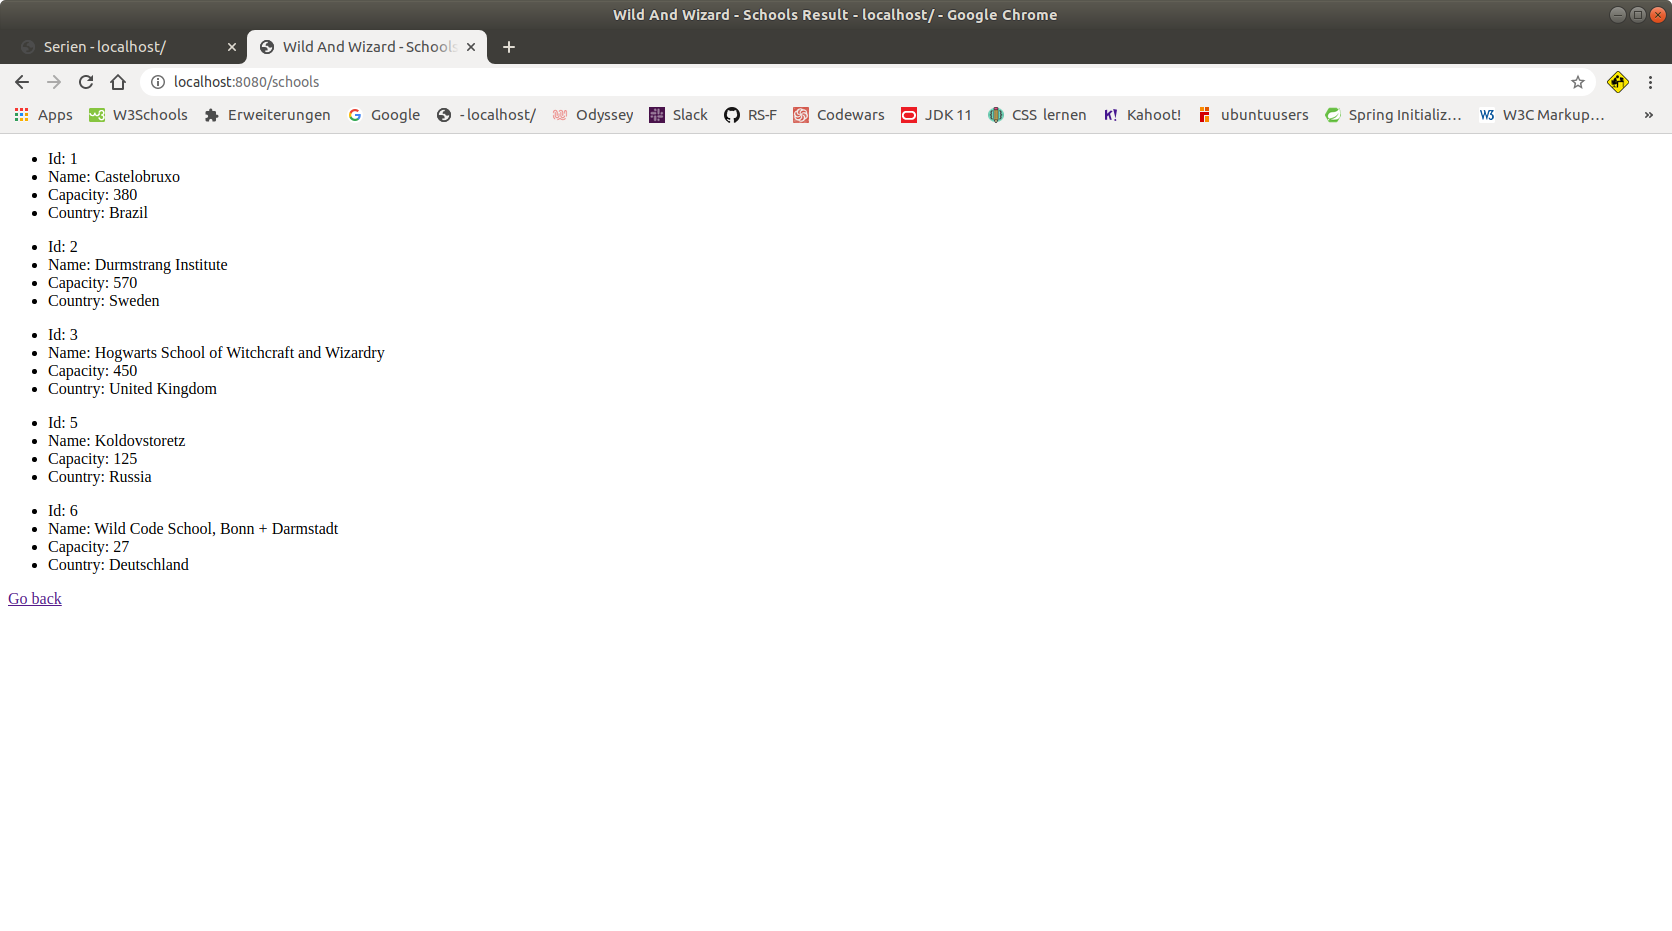 Wild And Wizard - Schools Result - localhost/ - Google Chrome
Serien - localhost/
Wild And Wizard - Schools
localhost:8080/schools
Apps W3Schools Erweiterungen Google - localhost/ Odyssey Slack RS-F Codewars JDK 11 CSS lernen K! Kahoot! ubuntuusers Spring Initializ… W3 W3C Markup… »
• Id: 1
• Name: Castelobruxo
• Capacity: 380
• Country: Brazil
• Id: 2
• Name: Durmstrang Institute
• Capacity: 570
• Country: Sweden
• Id: 3
• Name: Hogwarts School of Witchcraft and Wizardry
• Capacity: 450
• Country: United Kingdom
• Id: 5
• Name: Koldovstoretz
• Capacity: 125
• Country: Russia
• Id: 6
• Name: Wild Code School, Bonn + Darmstadt
• Capacity: 27
• Country: Deutschland
Go back